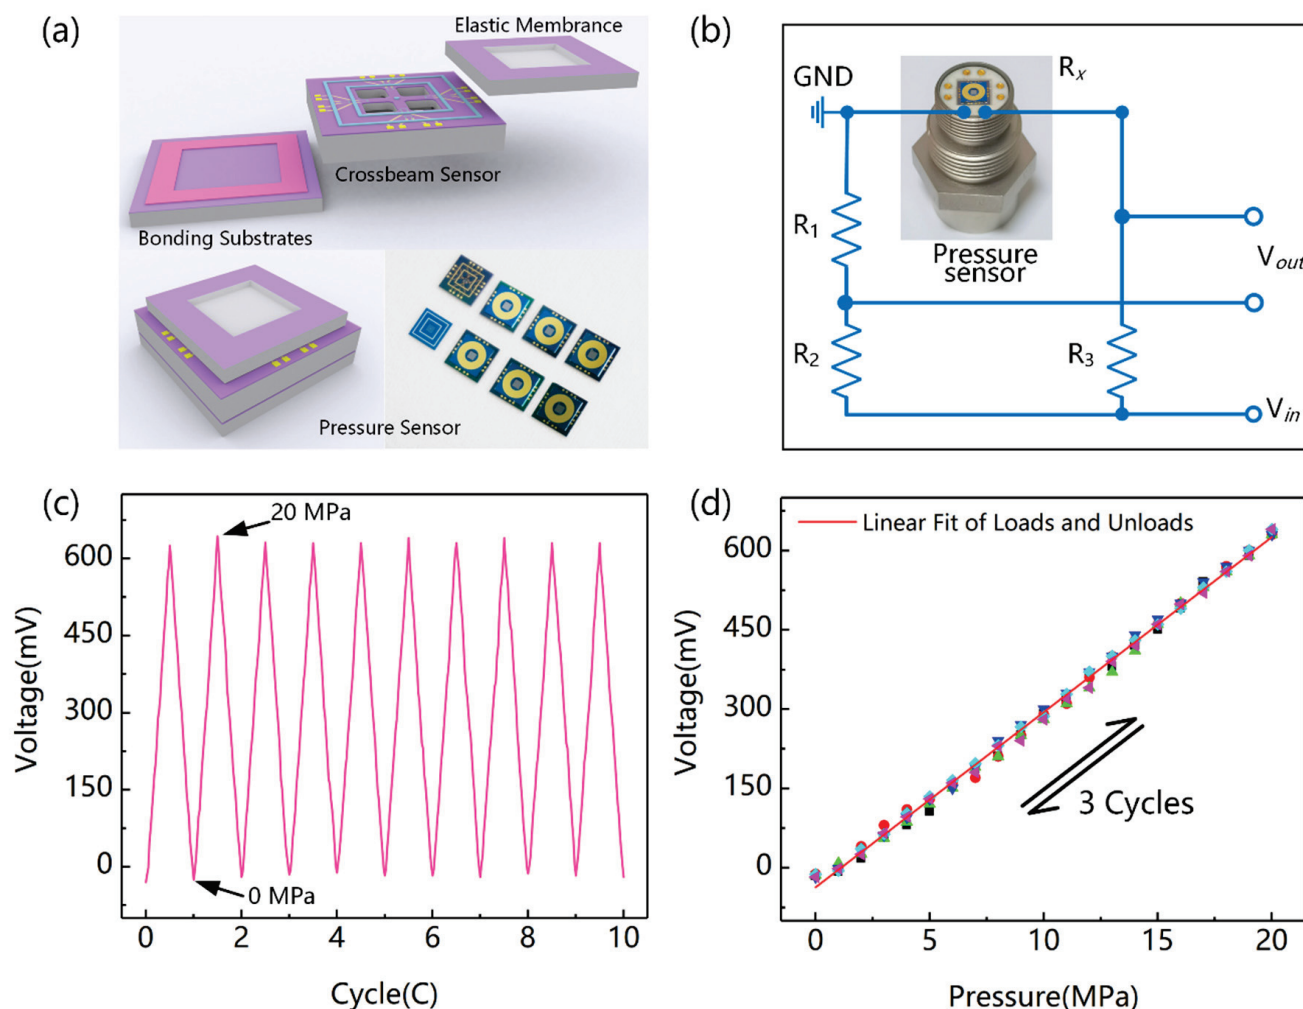 (a)
Elastic Membrance
Crossbeam Sensor
Bonding Substrates
Pressure Sensor
(b)
GND
Rx
R1
Pressure
sensor
Vout
R2
R3
Vin
(c)
20 MPa
0 MPa
Voltage(mV)
600
450
300
150
0
0 2 4 6 8 10
Cycle(C)
(d)
Linear Fit of Loads and Unloads
3 Cycles
Voltage(mV)
600
450
300
150
0
0 5 10 15 20
Pressure(MPa)